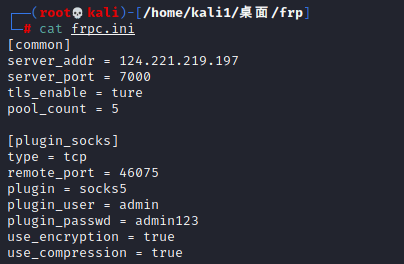 ┌──(root💀kali)-[/home/kali1/桌面/frp]
└─# cat frpc.ini
[common]
server_addr = 124.221.219.197
server_port = 7000
tls_enable = ture
pool_count = 5

[plugin_socks]
type = tcp
remote_port = 46075
plugin = socks5
plugin_user = admin
plugin_passwd = admin123
use_encryption = true
use_compression = true